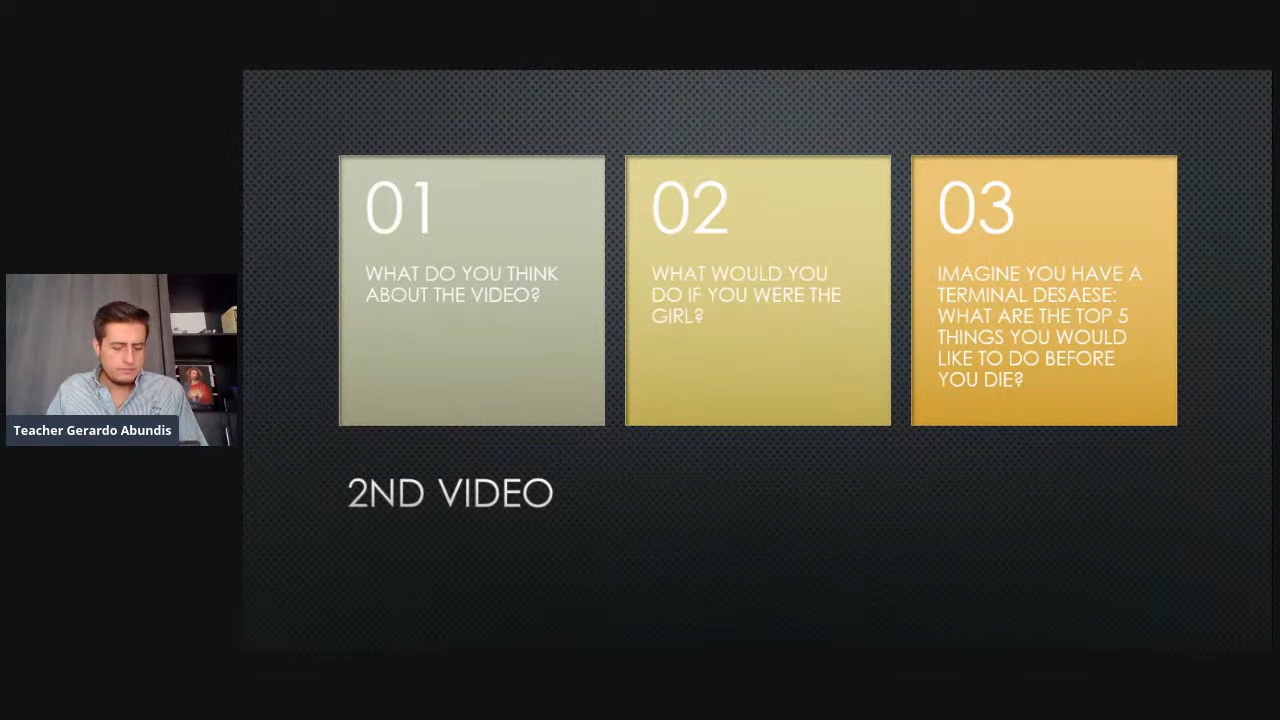 01
WHAT DO YOU THINK
ABOUT THE VIDEO?
02
WHAT WOULD YOU
DO IF YOU WERE THE
GIRL?
03
IMAGINE YOU HAVE A
TERMINAL DESAESE:
WHAT ARE THE TOP 5
THINGS YOU WOULD
LIKE TO DO BEFORE
YOU DIE?
Teacher Gerardo Abundis
2ND VIDEO